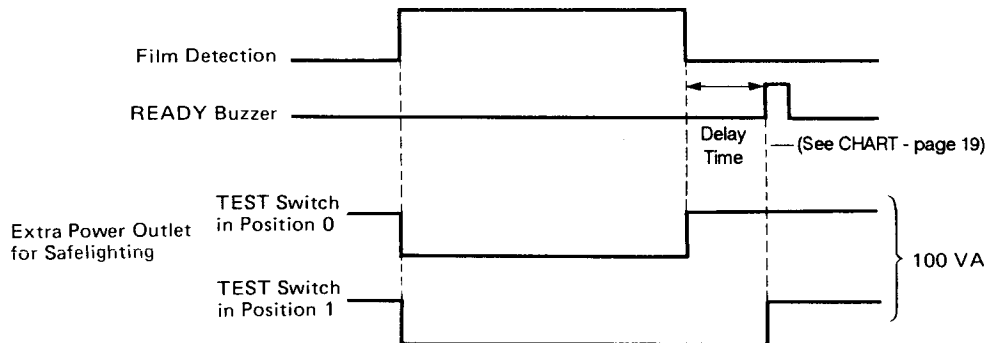 Film Detection
READY Buzzer
Delay
Time
(See CHART - page 19)
TEST Switch
in Position 0
Extra Power Outlet
for Safelighting
100 VA
TEST Switch
in Position 1